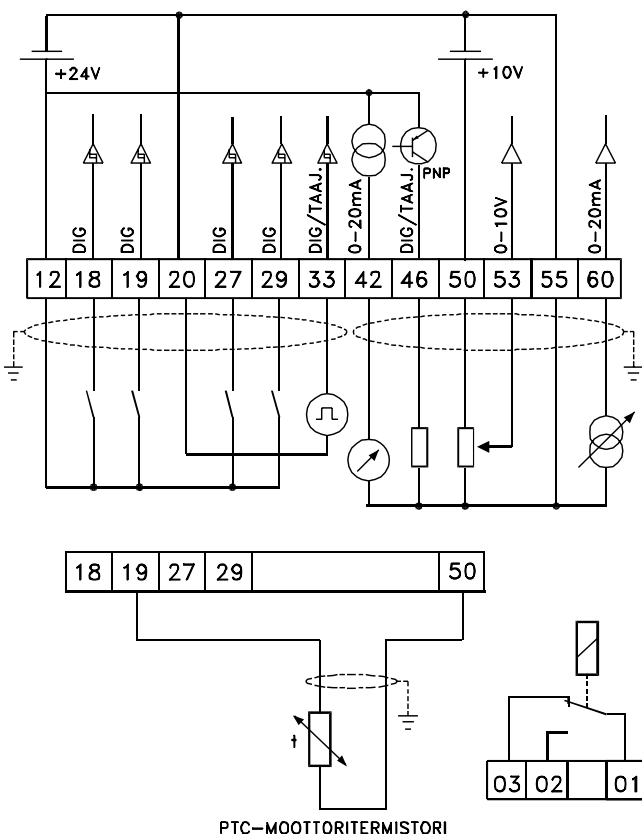 +24V
+10V
PNP
DIG
DIG
DIG
DIG
DIG/TAAJ.
0-20mA
DIG/TAAJ.
0-10V
0-20mA
12 18 19 20 27 29 33 42 46 50 53 55 60
18 19 27 29 50
t
03 02 01
PTC-MOOTTORITERMISTORI